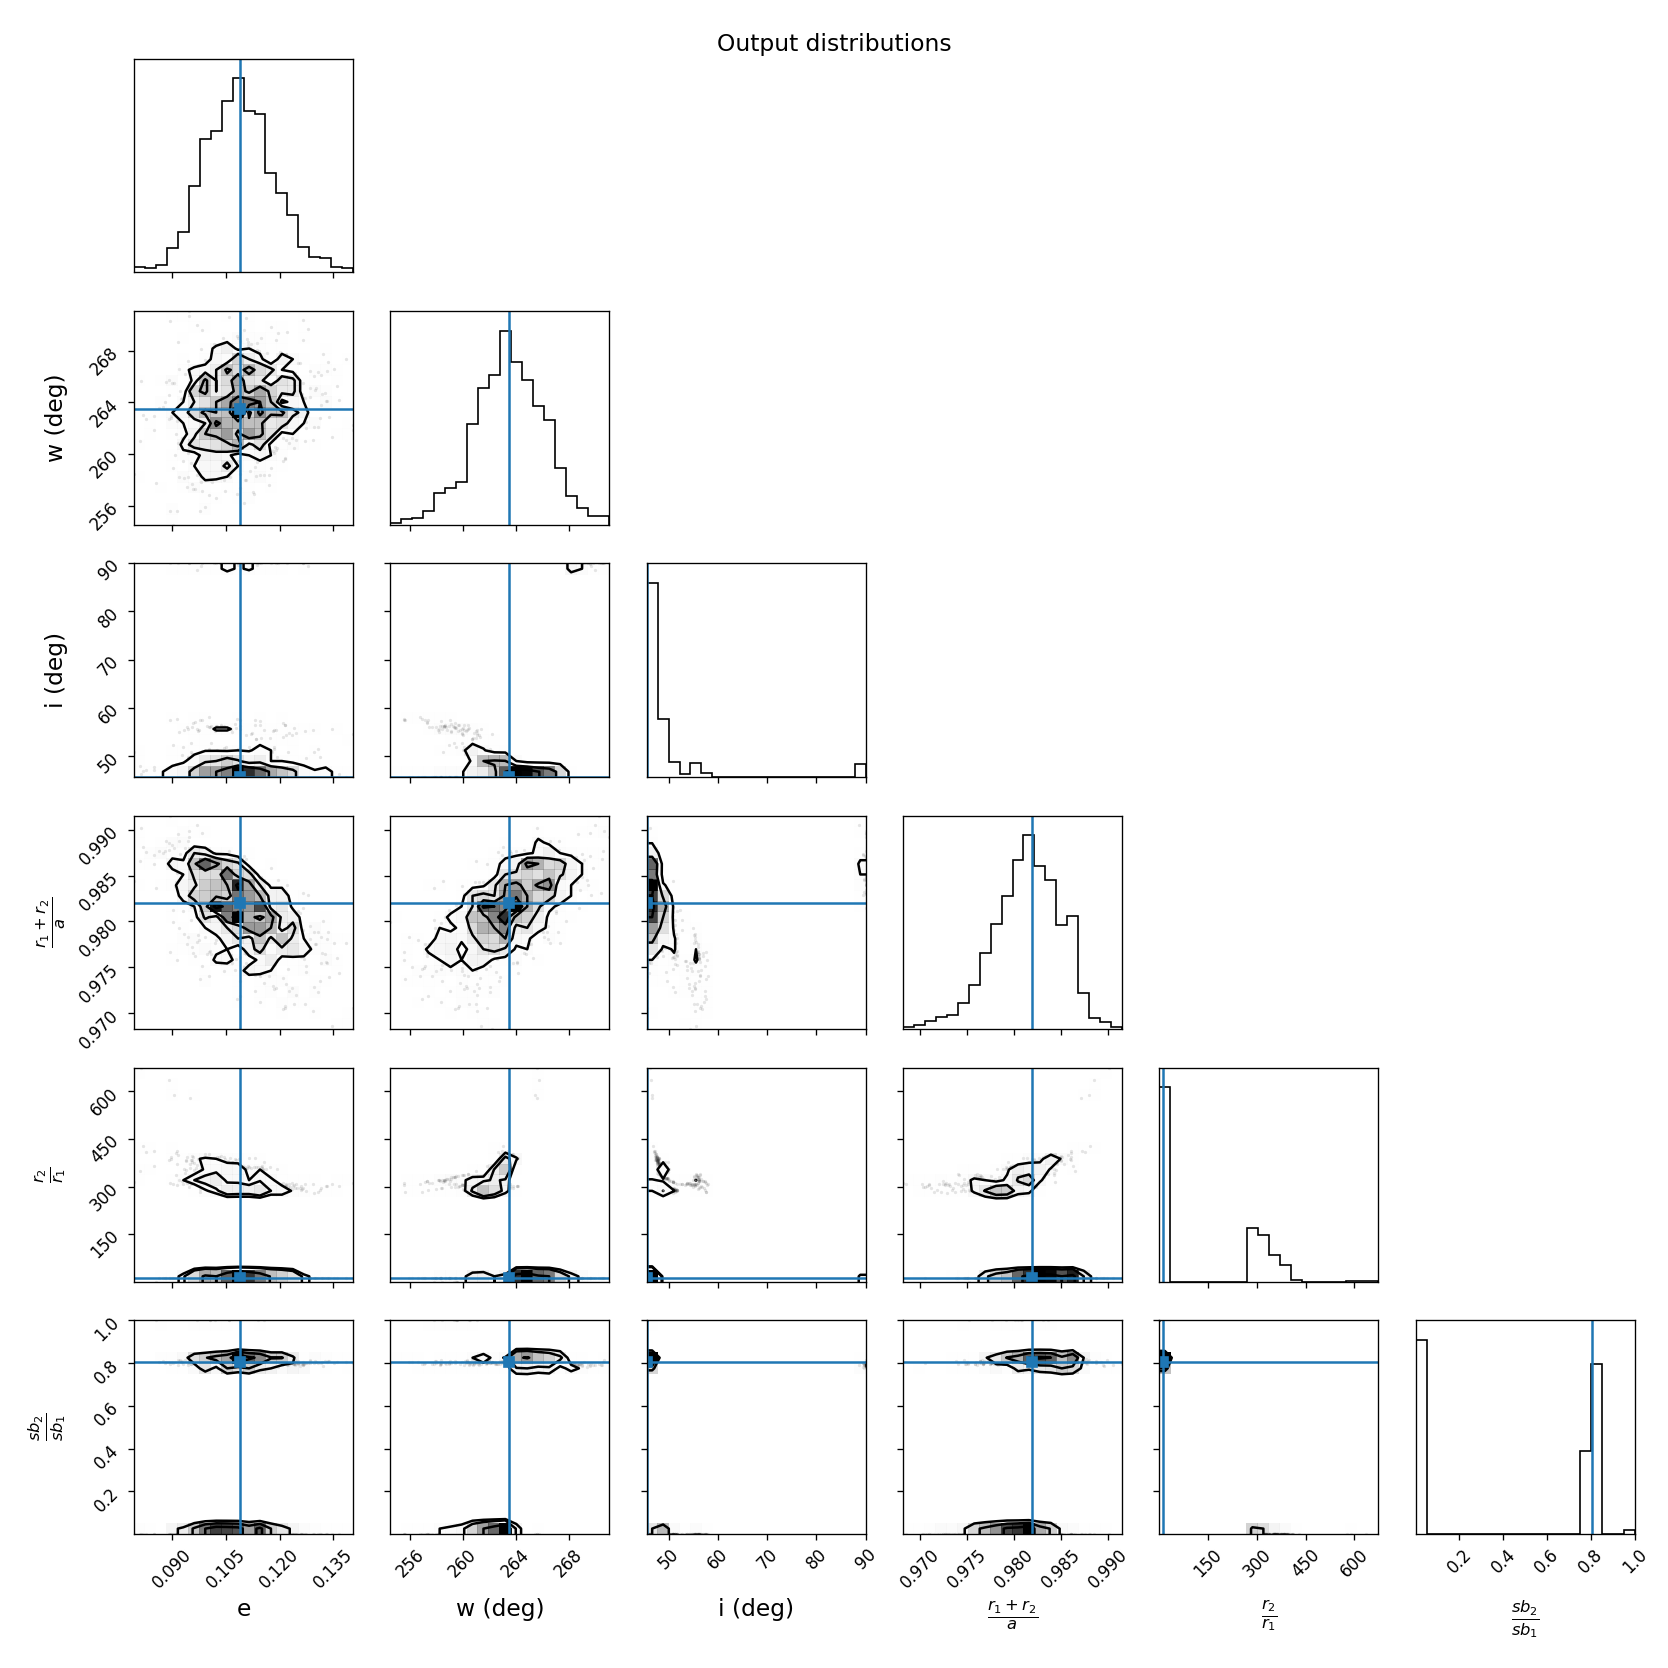 Output distributions
w (deg)
268
264
260
256
i (deg)
90
80
70
60
50
r₁ + r₂
a
0.990
0.985
0.980
0.975
0.970
r₂
r₁
600
450
300
150
sb₂
sb₁
1.0
0.8
0.6
0.4
0.2
0.090 0.105 0.120 0.135 256 260 264 268 50 60 70 80 90 0.970 0.975 0.980 0.985 0.990 150 300 450 600 0.2 0.4 0.6 0.8 1.0
e w (deg) i (deg)
r₁ + r₂
a
r₂
r₁
sb₂
sb₁